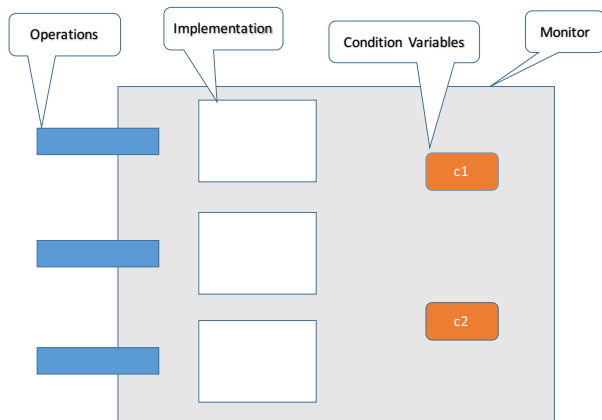 Operations
Implementation
Condition Variables
Monitor
c1
c2